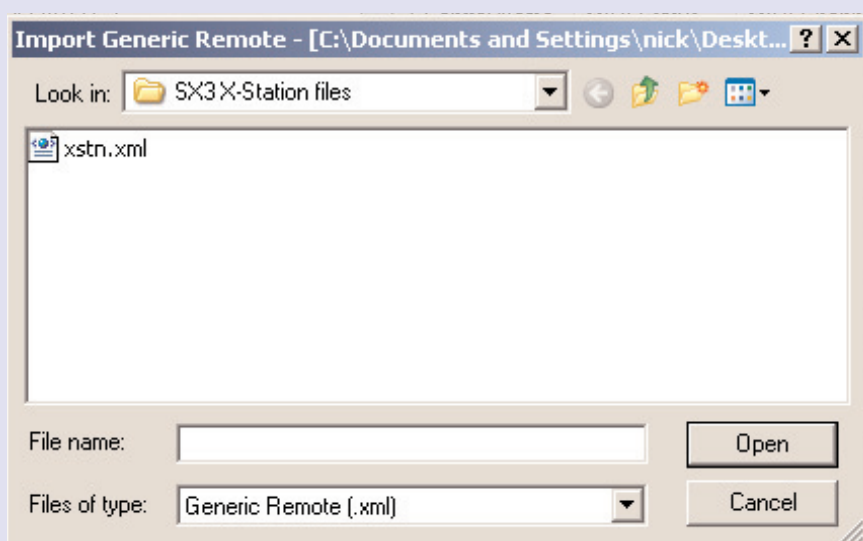 Import Generic Remote - [C:\Documents and Settings\nick\Deskt... ? X
Look in: SX3 X-Station files
xstn.xml
File name:
Open
Files of type: Generic Remote (.xml)
Cancel